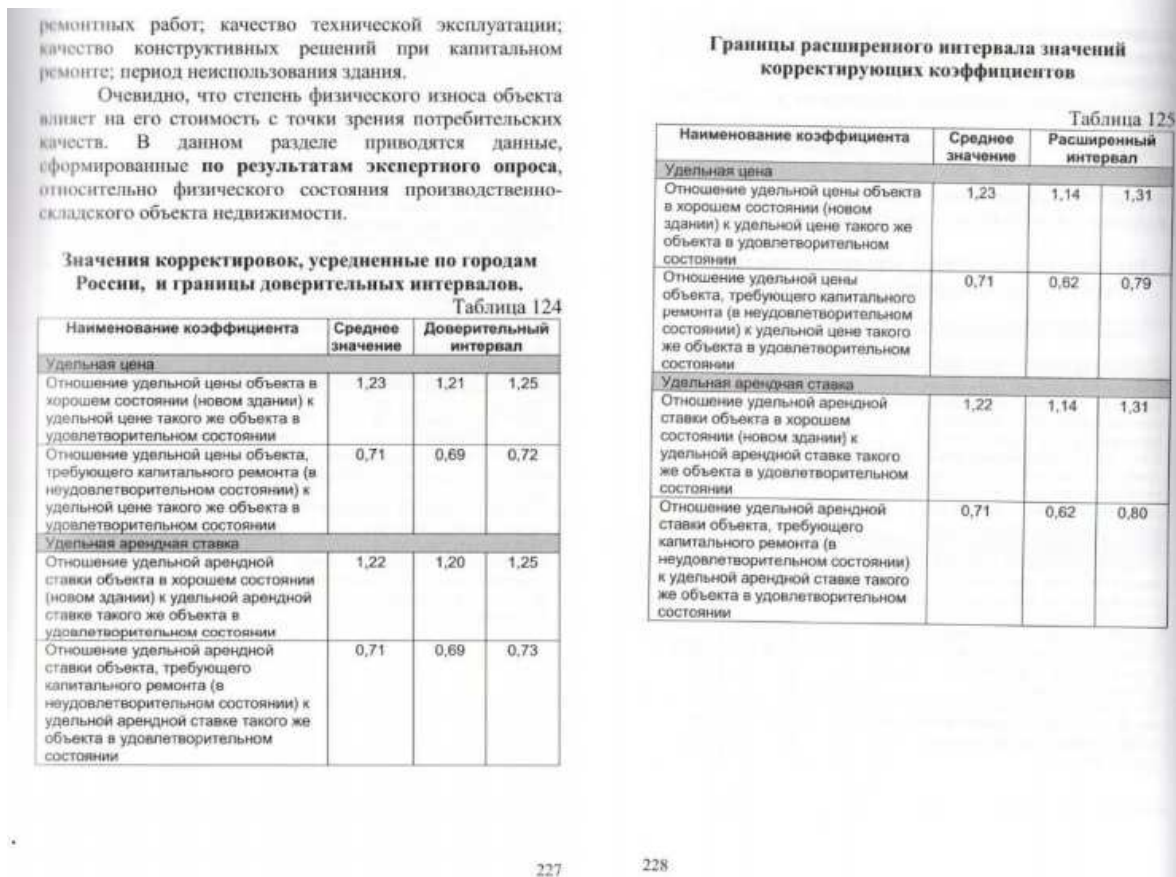 ремонтных работ; качество технической эксплуатации;
качество конструктивных решений при капитальном
ремонте; период неиспользования здания.
Очевидно, что степень физического износа объекта
влияет на его стоимость с точки зрения потребительских
качеств. В данном разделе приводятся данные,
сформированные по результатам экспертного опроса,
относительно физического состояния производственно-
складского объекта недвижимости.
Значения корректировок, усредненные по городам
России, и границы доверительных интервалов.
Таблица 124
Наименование коэффициента Среднее значение Доверительный интервал
Удельная цена
Отношение удельной цены объекта в 1,23 1,21 1,25
хорошем состоянии (новом здании) к
удельной цене такого же объекта в
удовлетворительном состоянии
Отношение удельной цены объекта, 0,71 0,69 0,72
требующего капитального ремонта (в
неудовлетворительном состоянии) к
удельной цене такого же объекта в
удовлетворительном состоянии
Удельная арендная ставка
Отношение удельной арендной 1,22 1,20 1,25
ставки объекта в хорошем состоянии
(новом здании) к удельной арендной
ставке такого же объекта в
удовлетворительном состоянии
Отношение удельной арендной 0,71 0,69 0,73
ставки объекта, требующего
капитального ремонта (в
неудовлетворительном состоянии) к
удельной арендной ставке такого же
объекта в удовлетворительном
состоянии
227
Границы расширенного интервала значений
корректирующих коэффициентов
Таблица 125
Наименование коэффициента Среднее значение Расширенный интервал
Удельная цена
Отношение удельной цены объекта 1,23 1,14 1,31
в хорошем состоянии (новом
здании) к удельной цене такого же
объекта в удовлетворительном
состоянии
Отношение удельной цены 0,71 0,62 0,79
объекта, требующего капитального
ремонта (в неудовлетворительном
состоянии) к удельной цене такого
же объекта в удовлетворительном
состоянии
Удельная арендная ставка
Отношение удельной арендной 1,22 1,14 1,31
ставки объекта в хорошем
состоянии (новом здании) к
удельной арендной ставке такого
же объекта в удовлетворительном
состоянии
Отношение удельной арендной 0,71 0,62 0,80
ставки объекта, требующего
капитального ремонта (в
неудовлетворительном состоянии)
к удельной арендной ставке такого
же объекта в удовлетворительном
состоянии
228